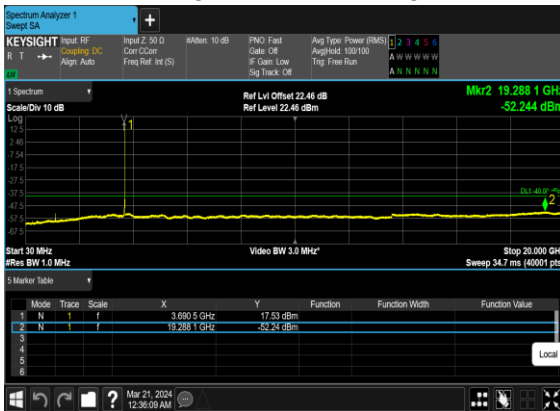 Spectrum Analyzer 1
Swept SA
+
KEYSIGHT Input: RF Input Z: 50 Ω #Atten: 10 dB PNO: Fast Avg Type: Power (RMS) 1 2 3 4 5 6
R T Coupling: DC Corr CCorr Gate: Off Avg|Hold: 100/100 A W W W W W
Align: Auto Freq Ref: Int (S) IF Gain: Low Trig: Free Run
Sig Track: Off A N N N N N
1 Spectrum
Ref Lvl Offset 22.46 dB Mkr2 19.288 1 GHz
Scale/Div 10 dB Ref Level 22.46 dBm -52.244 dBm
Log
12.5
2.46
-7.54
-17.5
-27.5
-37.5
-47.5
-57.5
-67.5
1
2
Start 30 MHz Video BW 3.0 MHz* Stop 20.000 GH
#Res BW 1.0 MHz Sweep 34.7 ms (40001 pts
5 Marker Table
Mode Trace Scale X Y Function Function Width Function Value
1 N 1 f 3.690 5 GHz 17.53 dBm
2 N 1 f 19.288 1 GHz -52.24 dBm
3
4
5
6
Local
? Mar 21, 2024
12:36:09 AM